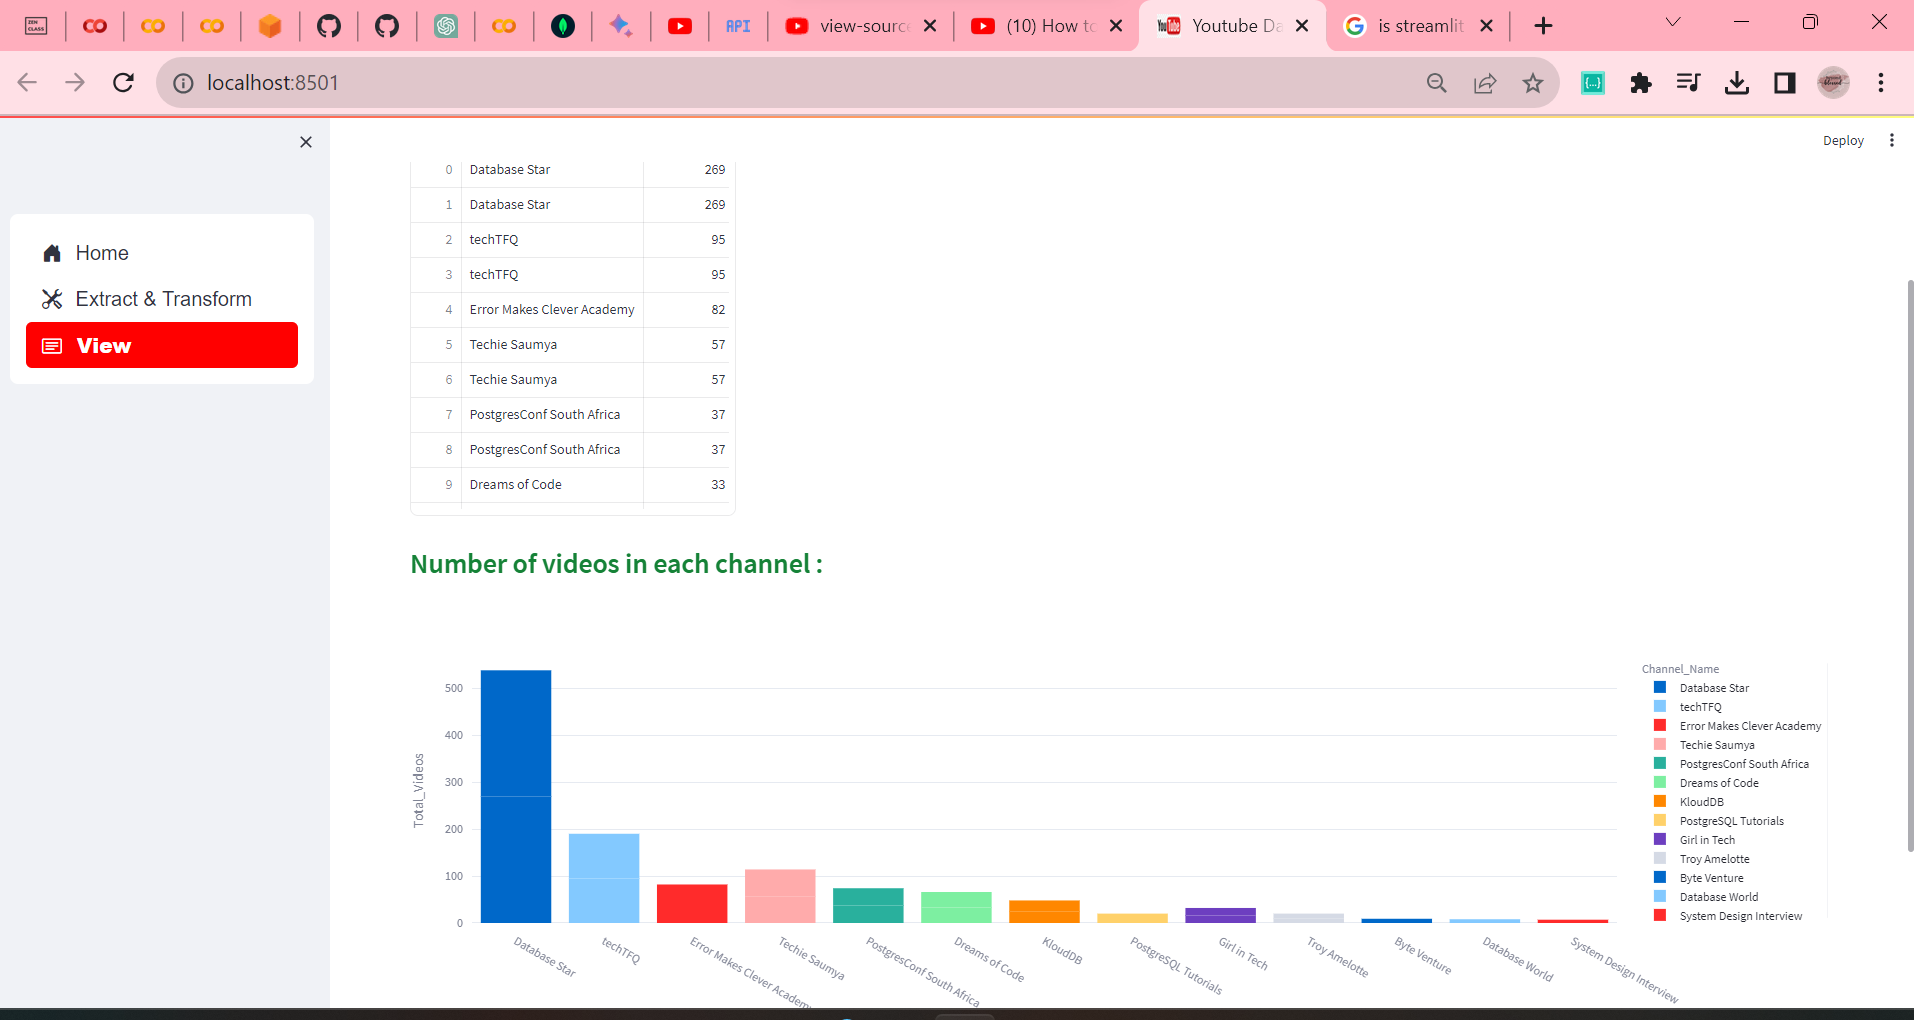 ZEN CLASS
API
view-source
(10) How to
Youtube Da
is streamlit
localhost:8501
Deploy
Home
Extract & Transform
View
0 Database Star 269
1 Database Star 269
2 techTFQ 95
3 techTFQ 95
4 Error Makes Clever Academy 82
5 Techie Saumya 57
6 Techie Saumya 57
7 PostgresConf South Africa 37
8 PostgresConf South Africa 37
9 Dreams of Code 33
Number of videos in each channel :
Total_Videos
500
400
300
200
100
0
Database Star
techTFQ
Error Makes Clever Academy
Techie Saumya
PostgresConf South Africa
Dreams of Code
KloudDB
PostgreSQL Tutorials
Girl in Tech
Troy Amelotte
Byte Venture
Database World
System Design Interview
Channel_Name
Database Star
techTFQ
Error Makes Clever Academy
Techie Saumya
PostgresConf South Africa
Dreams of Code
KloudDB
PostgreSQL Tutorials
Girl in Tech
Troy Amelotte
Byte Venture
Database World
System Design Interview